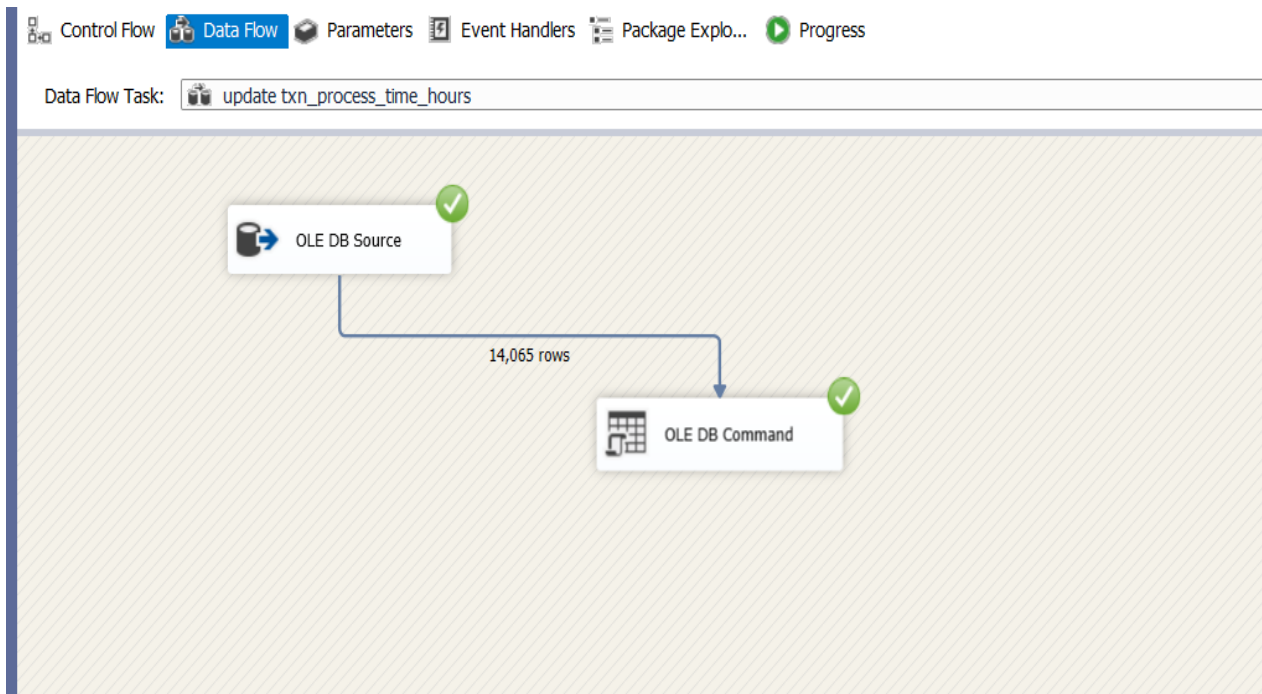 Control Flow Data Flow Parameters Event Handlers Package Explo... Progress
Data Flow Task: update txn_process_time_hours
OLE DB Source
14,065 rows
OLE DB Command